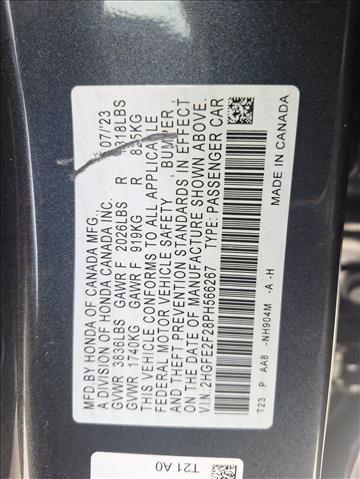 MFD.BY HONDA OF CANADA MFG., 07/'23
A DIVISION OF HONDA CANADA INC.
GVWR 3836LBS GAWR F 2026LBS R 1818LBS
GVWR 1740KG GAWR F 919KG R 825KG
THIS VEHICLE CONFORMS TO ALL APPLICABLE
FEDERAL MOTOR VEHICLE SAFETY , BUMPER ,
AND THEFT PREVENTION STANDARDS IN EFFECT
ON THE DATE OF MANUFACTURE SHOWN ABOVE.
VIN:2HGFE2F28PH566267 TYPE: PASSENGER CAR
T23 P AA8 -NH904M -A -H
MADE IN CANADA
T21 A0